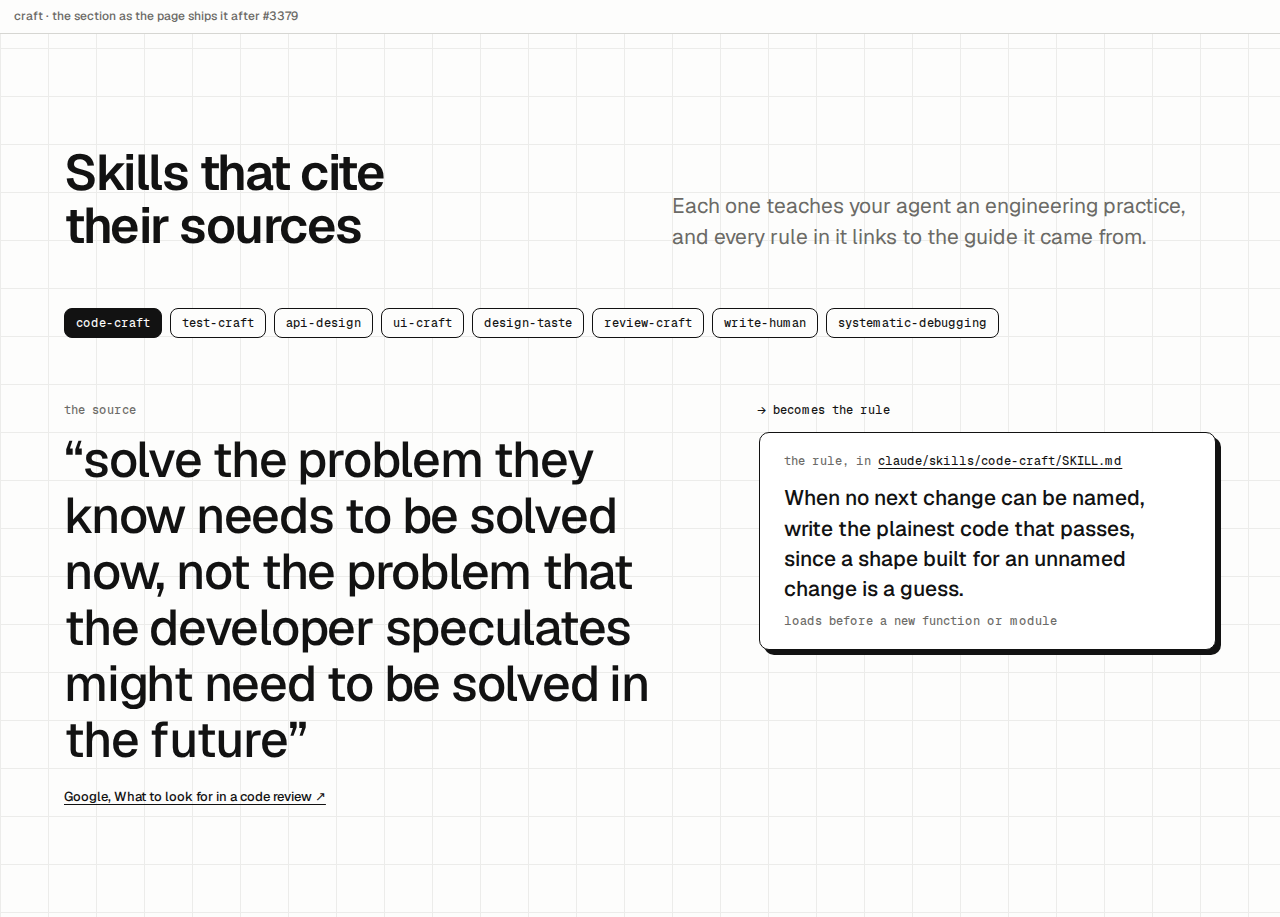 craft · the section as the page ships it after #3379
Skills that cite
their sources
Each one teaches your agent an engineering practice,
and every rule in it links to the guide it came from.
code-craft test-craft api-design ui-craft design-taste review-craft write-human systematic-debugging
the source
“solve the problem they
know needs to be solved
now, not the problem that
the developer speculates
might need to be solved in
the future”
Google, What to look for in a code review ↗
→ becomes the rule
the rule, in claude/skills/code-craft/SKILL.md
When no next change can be named,
write the plainest code that passes,
since a shape built for an unnamed
change is a guess.
loads before a new function or module